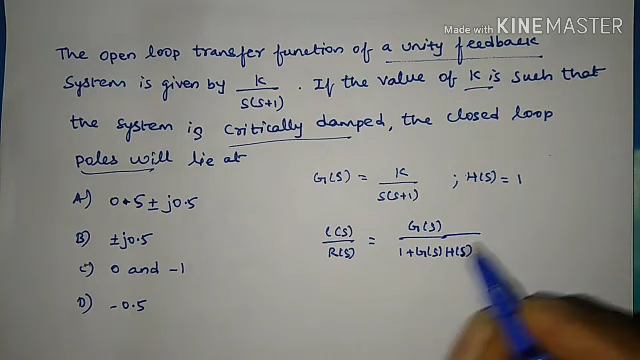 Made with KINEMASTER
The open loop transfer function of a unity feedback
System is given by K / S(S+1) . If the value of K is such that
the system is critically damped, the closed loop
poles will lie at
A) 0.5 ± j0.5
B) ± j0.5
C) 0 and -1
D) -0.5
G(S) = K / S(S+1) ; H(S) = 1
C(S) / R(S) = G(S) / 1+G(S)H(S)